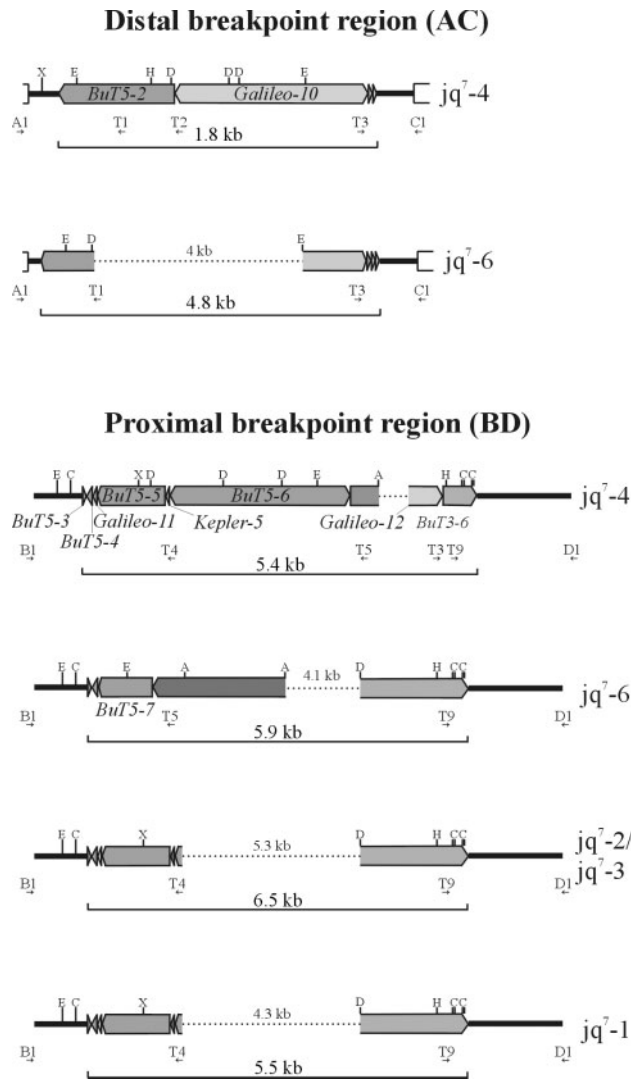 Distal breakpoint region (AC)
X E H D D D E
BuT5-2 Galileo-10 jq7-4
A1 T1 T2 T3 C1
1.8 kb
E D 4 kb E
jq7-6
A1 T1 T3 C1
4.8 kb
Proximal breakpoint region (BD)
E C X D D D E A H C C
BuT5-5 BuT5-6 jq7-4
BuT5-3 Galileo-11 Kepler-5 Galileo-12 BuT3-6
BuT5-4
B1 T4 T5 T3 T9 D1
5.4 kb
E C E A A 4.1 kb D H C C
jq7-6
BuT5-7
B1 T5 T9 D1
5.9 kb
E C X 5.3 kb D H C C
jq7-2/
jq7-3
B1 T4 T9 D1
6.5 kb
E C X 4.3 kb D H C C
jq7-1
B1 T4 T9 D1
5.5 kb